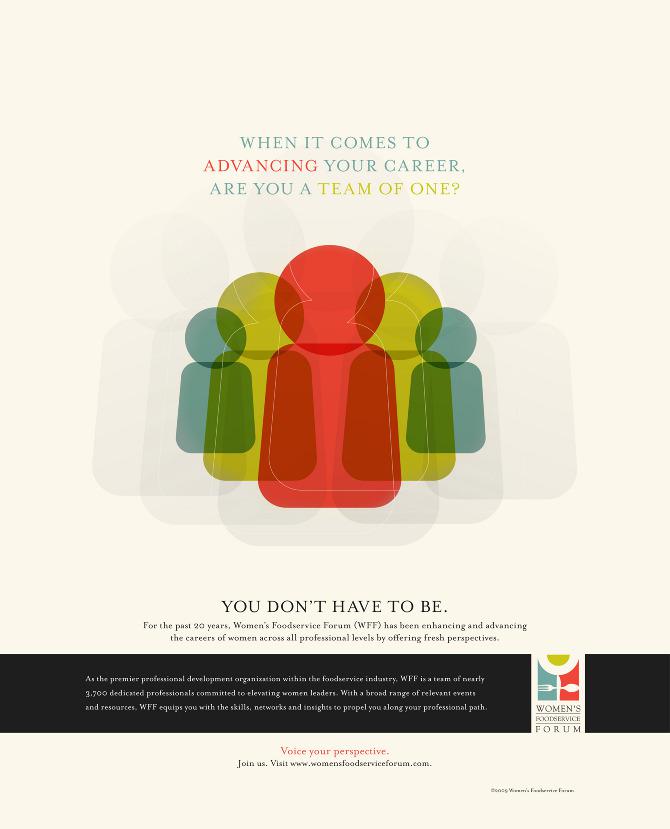 WHEN IT COMES TO
ADVANCING YOUR CAREER,
ARE YOU A TEAM OF ONE?
YOU DON'T HAVE TO BE.
For the past 20 years, Women's Foodservice Forum (WFF) has been enhancing and advancing
the careers of women across all professional levels by offering fresh perspectives.
As the premier professional development organization within the foodservice industry, WFF is a team of nearly
3,700 dedicated professionals committed to elevating women leaders. With a broad range of relevant events
and resources, WFF equips you with the skills, networks and insights to propel you along your professional path.
WOMEN'S
FOODSERVICE
FORUM
Voice your perspective.
Join us. Visit www.womensfoodserviceforum.com.
©2009 Women's Foodservice Forum